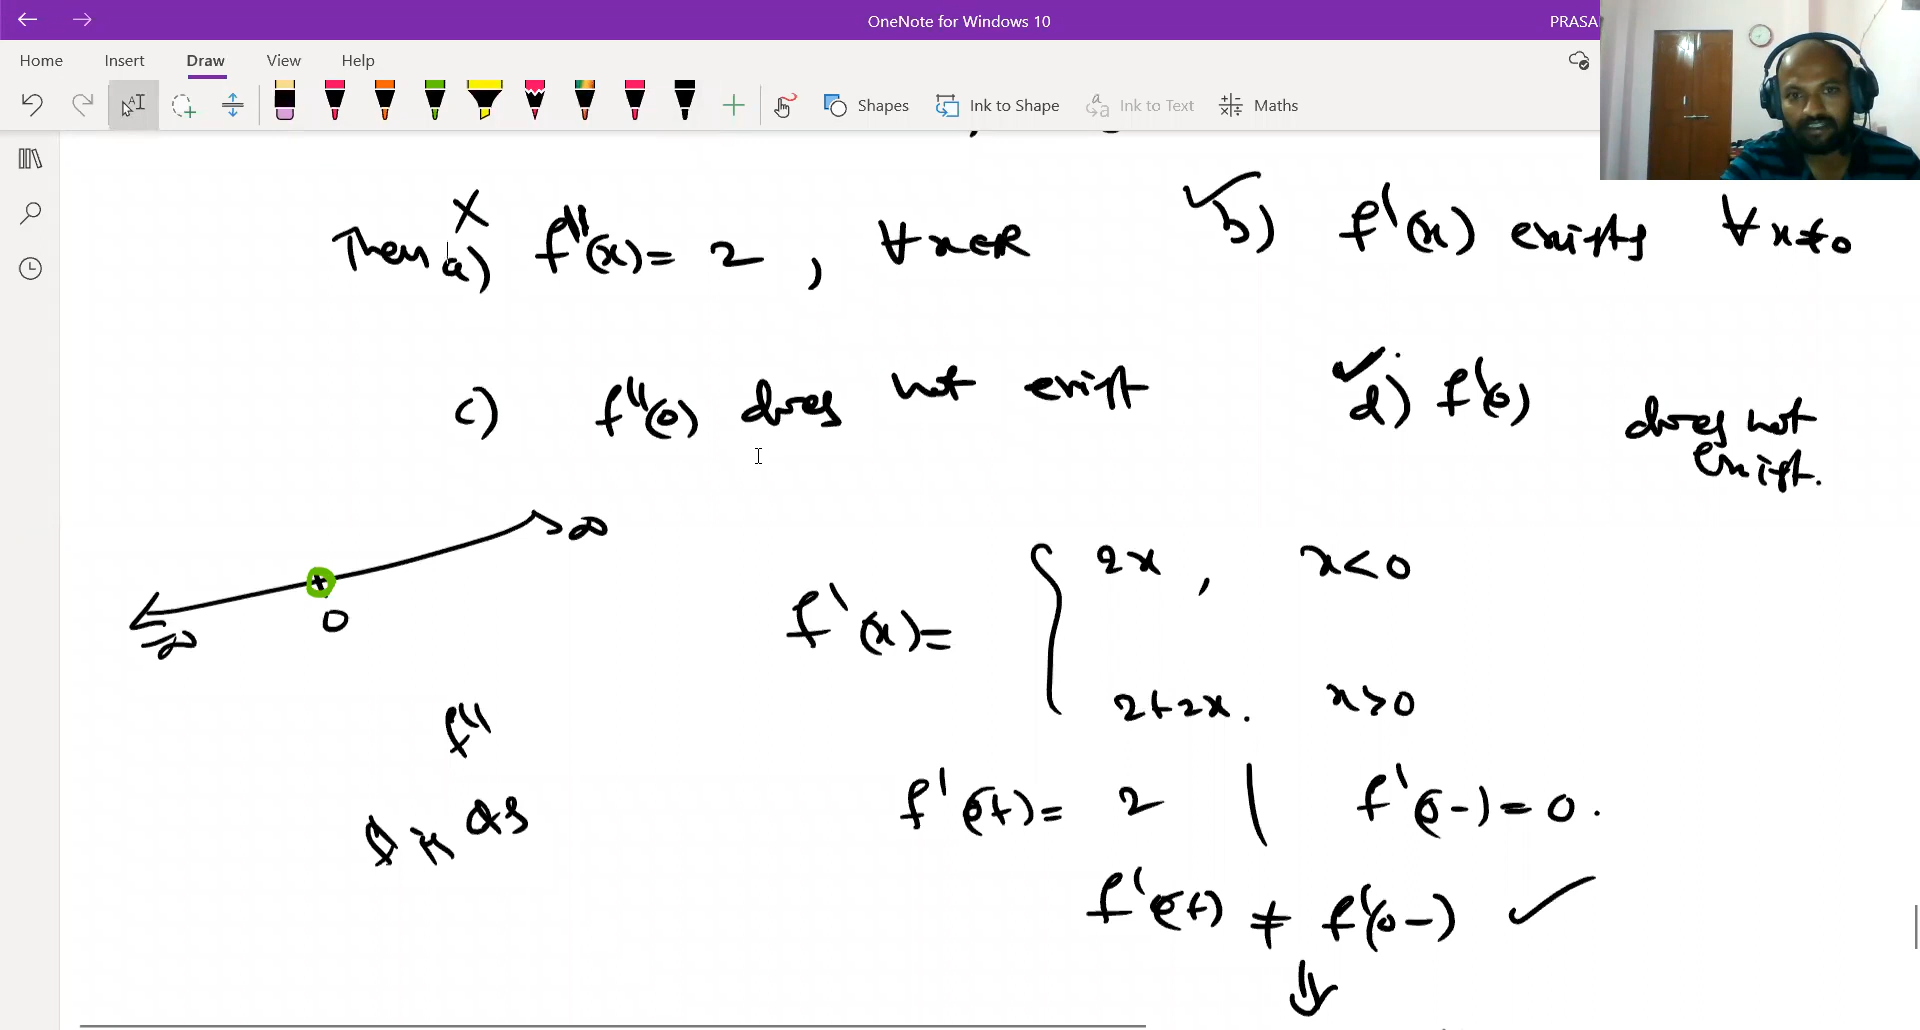 OneNote for Windows 10
PRASA
Home Insert Draw View Help
Shapes Ink to Shape Ink to Text Maths
Then a) f''(x) = 2 , ∀ x ∈ R b) f'(x) exists ∀ x ≠ 0
c) f''(0) does not exist d) f'(0) does not exist.
∞
0
-∞
f'(x) = { 2x , x < 0
2+2x . x > 0
f''
f'(0+) = 2 | f'(0-) = 0 .
f'(0+) ≠ f'(0-) ✓
⇓